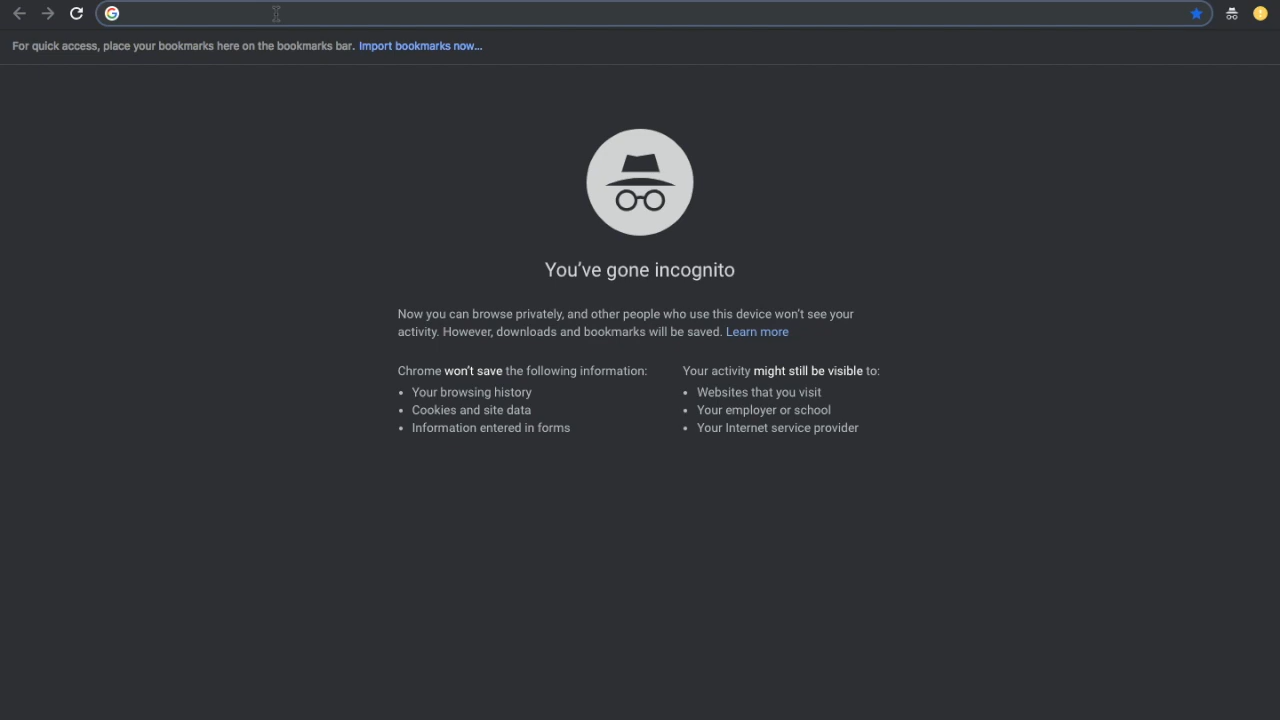 For quick access, place your bookmarks here on the bookmarks bar. Import bookmarks now...
You've gone incognito
Now you can browse privately, and other people who use this device won't see your
activity. However, downloads and bookmarks will be saved. Learn more
Chrome won't save the following information:
• Your browsing history
• Cookies and site data
• Information entered in forms
Your activity might still be visible to:
• Websites that you visit
• Your employer or school
• Your Internet service provider